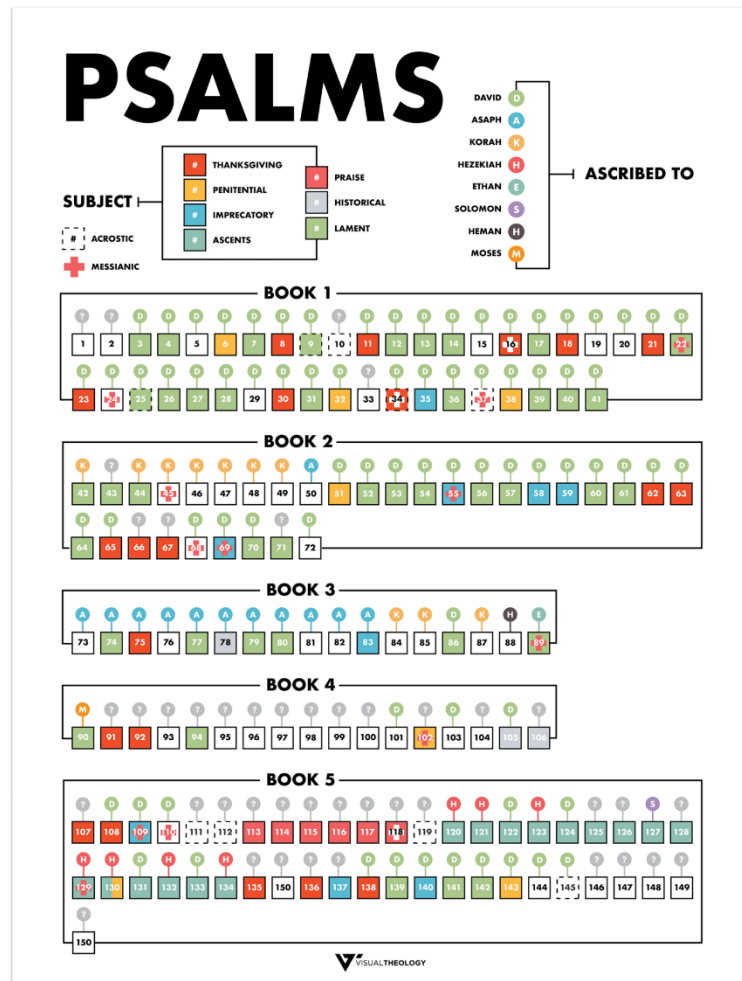 PSALMS
SUBJECT
# THANKSGIVING
# PENITENTIAL
# IMPRECATORY
# ASCENTS
# PRAISE
# HISTORICAL
# LAMENT
# ACROSTIC
MESSIANIC
DAVID D
ASAPH A
KORAH K
HEZEKIAH H
ETHAN E
SOLOMON S
HEMAN H
MOSES M
ASCRIBED TO
BOOK 1
? ? D D D D D D D ? D D D D D D D D D D D D
1 2 3 4 5 6 7 8 9 10 11 12 13 14 15 16 17 18 19 20 21 22
D D D D D D D D D D ? D D D D D D D D
23 24 25 26 27 28 29 30 31 32 33 34 35 36 37 38 39 40 41
BOOK 2
K ? K K K K K K A D D D D D D D D D D D D D
42 43 44 45 46 47 48 49 50 51 52 53 54 55 56 57 58 59 60 61 62 63
D D ? ? D D D ? D
64 65 66 67 68 69 70 71 72
BOOK 3
A A A A A A A A A A A K K D K H E
73 74 75 76 77 78 79 80 81 82 83 84 85 86 87 88 89
BOOK 4
M ? ? ? ? ? ? ? ? ? ? D ? D ? D ?
90 91 92 93 94 95 96 97 98 99 100 101 102 103 104 105 106
BOOK 5
? D D D ? ? ? ? ? ? ? ? ? H H D H D ? ? S ?
107 108 109 110 111 112 113 114 115 116 117 118 119 120 121 122 123 124 125 126 127 128
H H D H D H ? ? ? ? D D D D D D D D ? ? ? ?
129 130 131 132 133 134 135 150 136 137 138 139 140 141 142 143 144 145 146 147 148 149
?
150
VISUALTHEOLOGY